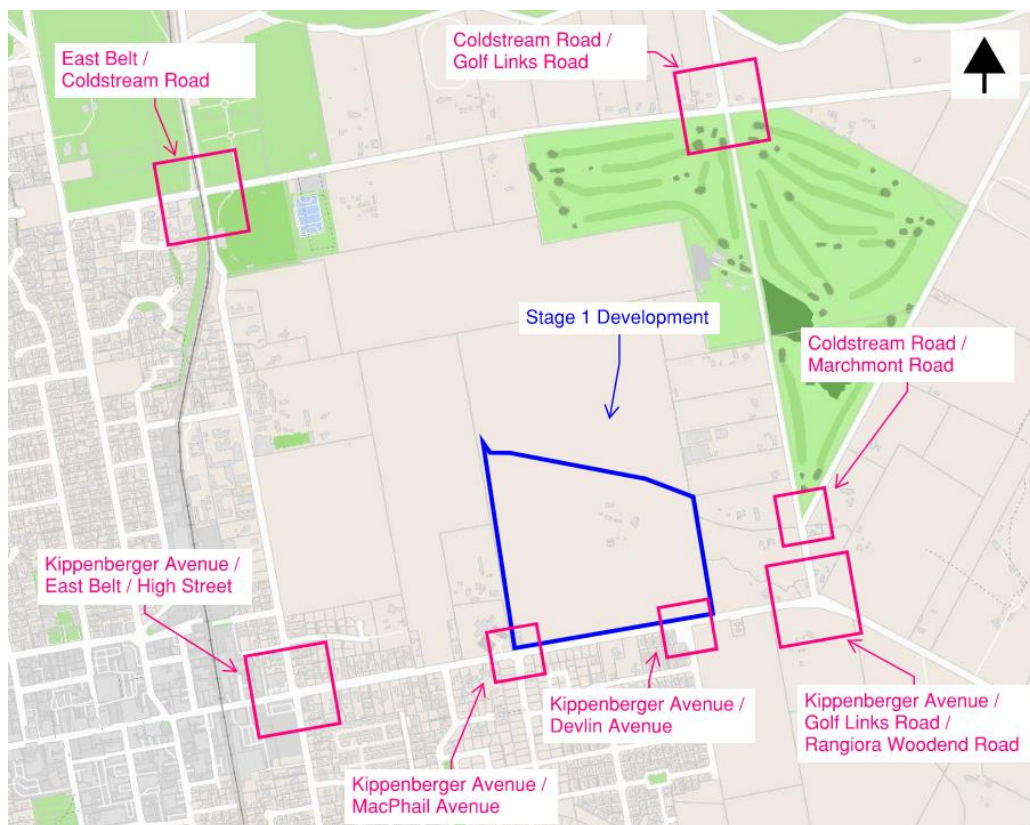 East Belt /
Coldstream Road
Coldstream Road /
Golf Links Road
Stage 1 Development
Coldstream Road /
Marchmont Road
Kippenberger Avenue /
East Belt / High Street
Kippenberger Avenue /
Devlin Avenue
Kippenberger Avenue /
Golf Links Road /
Rangiora Woodend Road
Kippenberger Avenue /
MacPhail Avenue